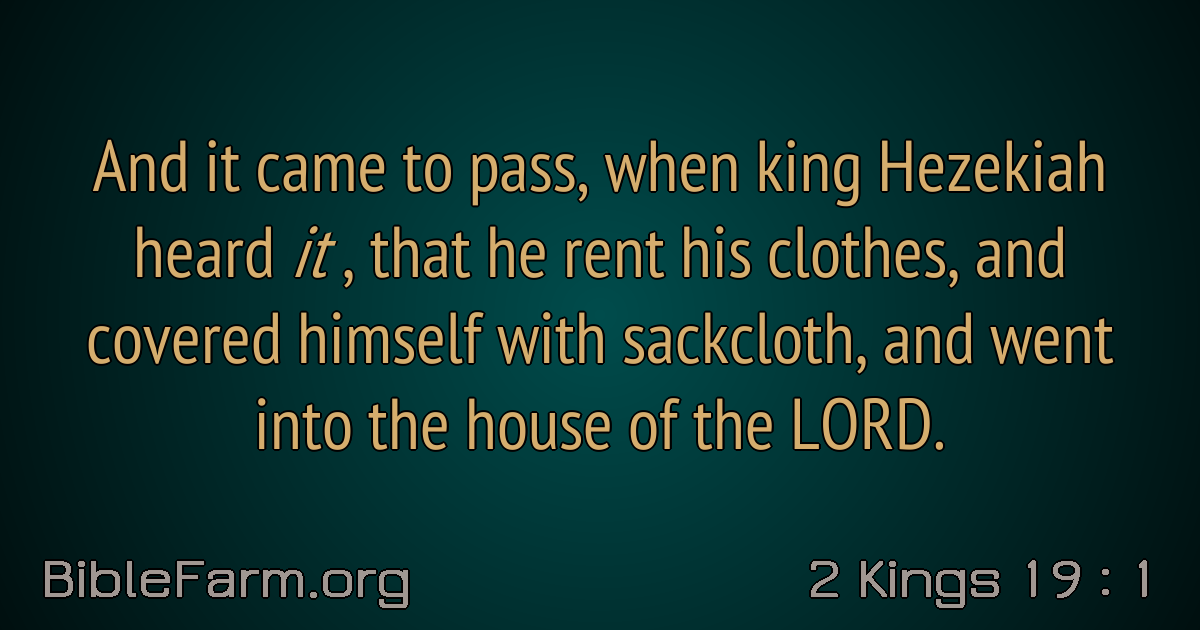 And it came to pass, when king Hezekiah
heard it , that he rent his clothes, and
covered himself with sackcloth, and went
into the house of the LORD.
BibleFarm.org
2 Kings 19 : 1